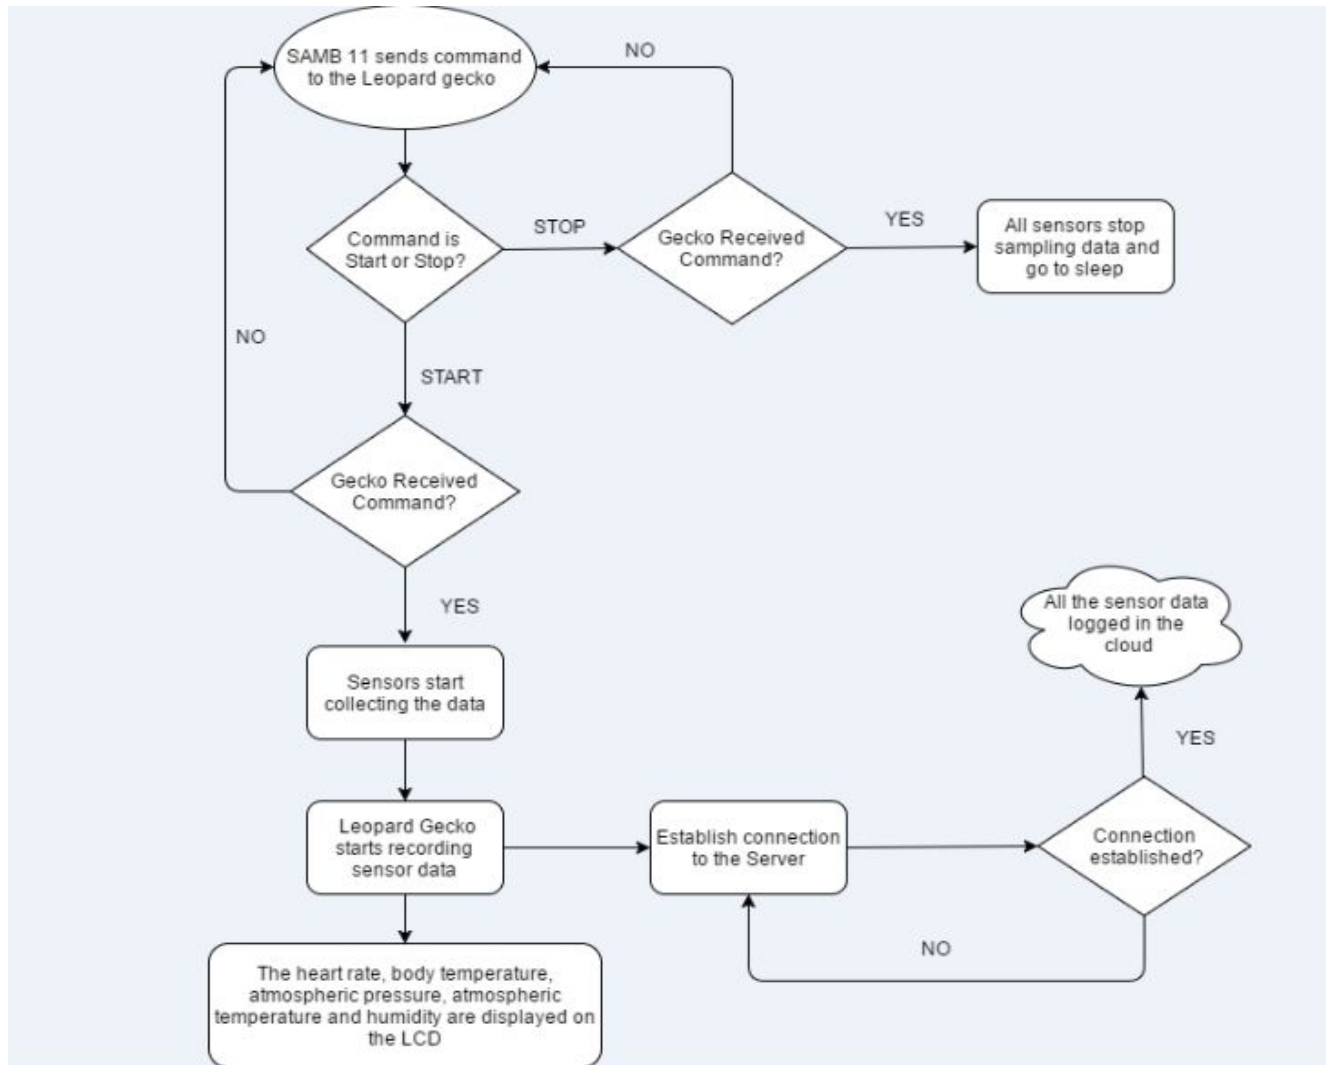 SAMB 11 sends command
to the Leopard gecko
NO
Command is
Start or Stop?
STOP
Gecko Received
Command?
YES
All sensors stop
sampling data and
go to sleep
NO
START
Gecko Received
Command?
YES
Sensors start
collecting the data
Leopard Gecko
starts recording
sensor data
Establish connection
to the Server
Connection
established?
YES
All the sensor data
logged in the
cloud
NO
The heart rate, body temperature,
atmospheric pressure, atmospheric
temperature and humidity are displayed on
the LCD